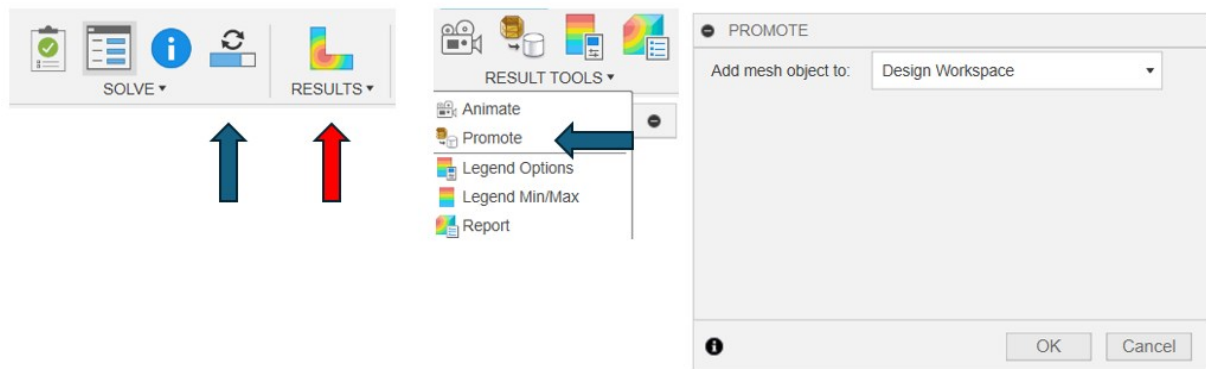 SOLVE
RESULTS
RESULT TOOLS
Animate
Promote
Legend Options
Legend Min/Max
Report
PROMOTE
Add mesh object to: Design Workspace
OK Cancel